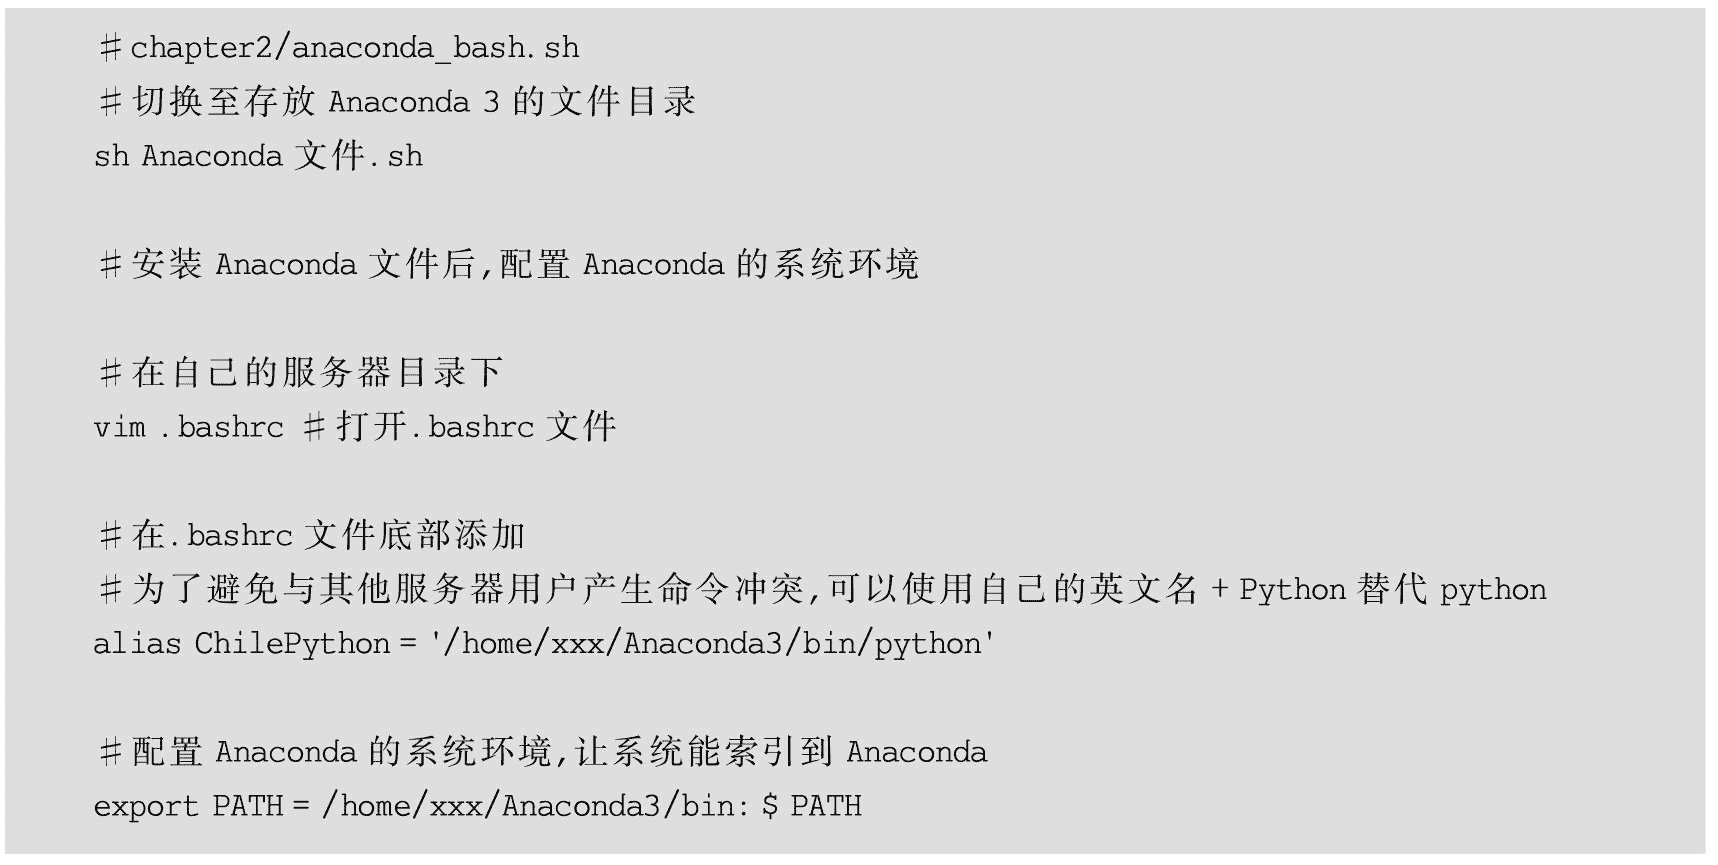 #chapter2/anaconda_bash.sh
#切换至存放 Anaconda 3 的文件目录
sh Anaconda 文件.sh
#安装 Anaconda 文件后,配置 Anaconda 的系统环境
#在自己的服务器目录下
vim .bashrc #打开.bashrc 文件
#在.bashrc 文件底部添加
#为了避免与其他服务器用户产生命令冲突,可以使用自己的英文名 + Python 替代 python
alias ChilePython = '/home/xxx/Anaconda3/bin/python'
#配置 Anaconda 的系统环境,让系统能索引到 Anaconda
export PATH = /home/xxx/Anaconda3/bin: $ PATH